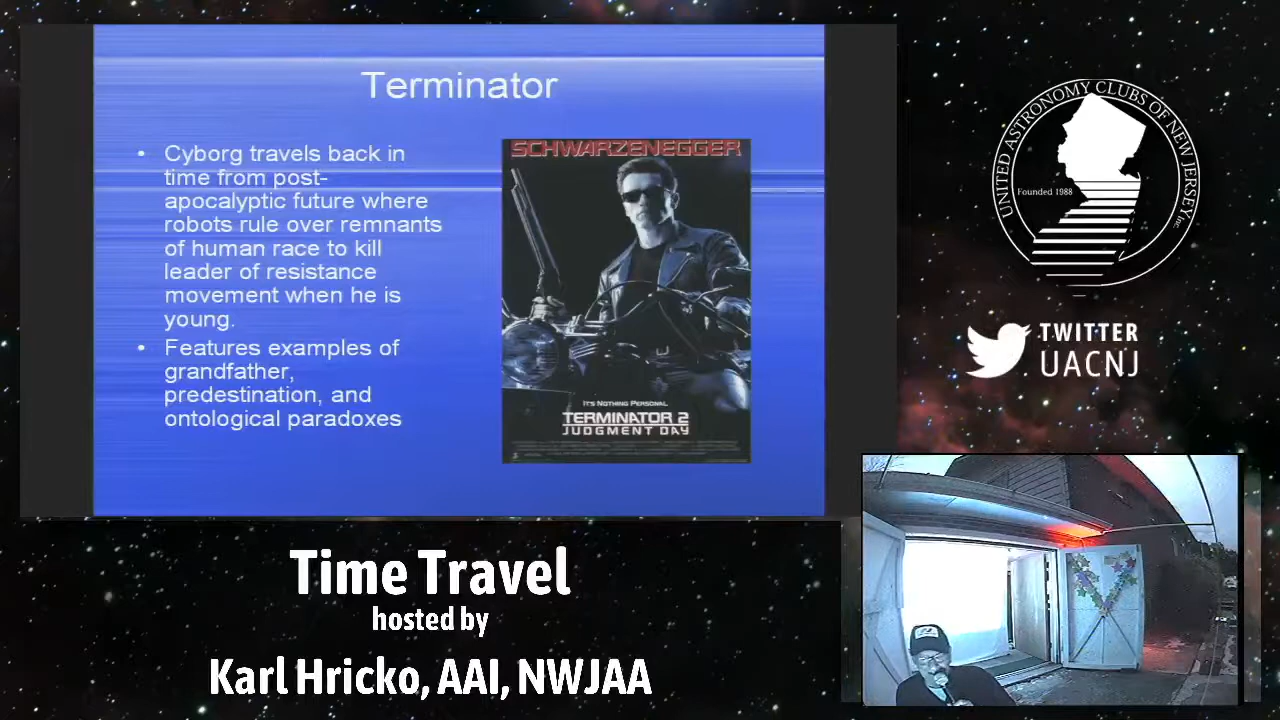 Terminator
• Cyborg travels back in
time from post-
apocalyptic future where
robots rule over remnants
of human race to kill
leader of resistance
movement when he is
young.
• Features examples of
grandfather,
predestination, and
ontological paradoxes
SCHWARZENEGGER
IT'S NOTHING PERSONAL.
TERMINATOR 2
JUDGMENT DAY
UNITED ASTRONOMY CLUBS OF NEW JERSEY, Inc.
Founded 1988
TWITTER
UACNJ
Time Travel
hosted by
Karl Hricko, AAI, NWJAA